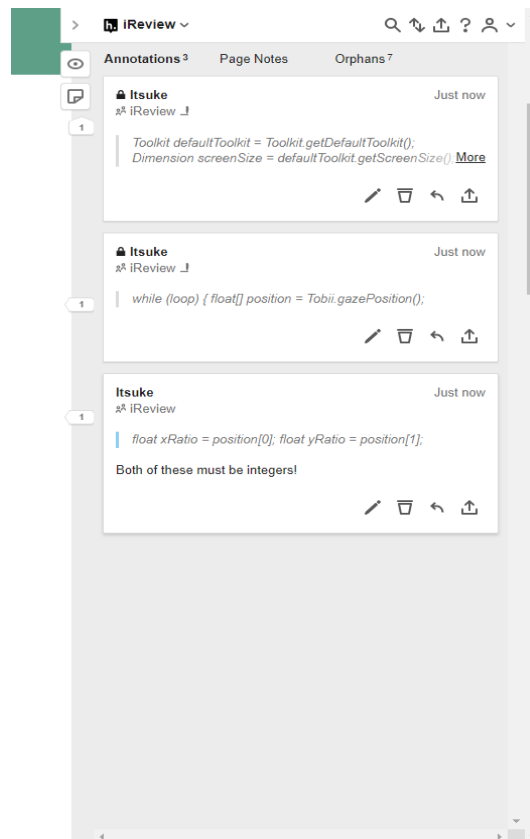 h. iReview
Annotations 3 Page Notes Orphans 7
Itsuke Just now
iReview
1
Toolkit defaultToolkit = Toolkit.getDefaultToolkit();
Dimension screenSize = defaultToolkit.getScreenSize(). More
Itsuke Just now
iReview
1
while (loop) { float[] position = Tobii.gazePosition();
Itsuke Just now
iReview
1
float xRatio = position[0]; float yRatio = position[1];
Both of these must be integers!